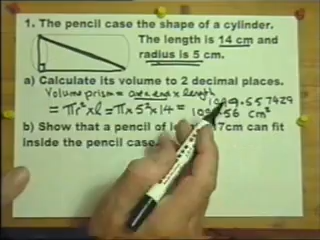 1. The pencil case the shape of a cylinder.
The length is 14 cm and
radius is 5 cm.
a) Calculate its volume to 2 decimal places.
Volume prism = area end x length
= πr² x l = π x 5² x 14 = 1099.557429
56 cm³
b) Show that a pencil of 17cm can fit
inside the pencil case.